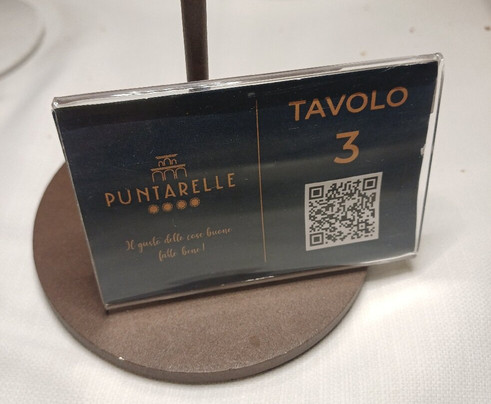 PUNTARELLE
Il gusto delle cose buone
fatte bene!
TAVOLO
3